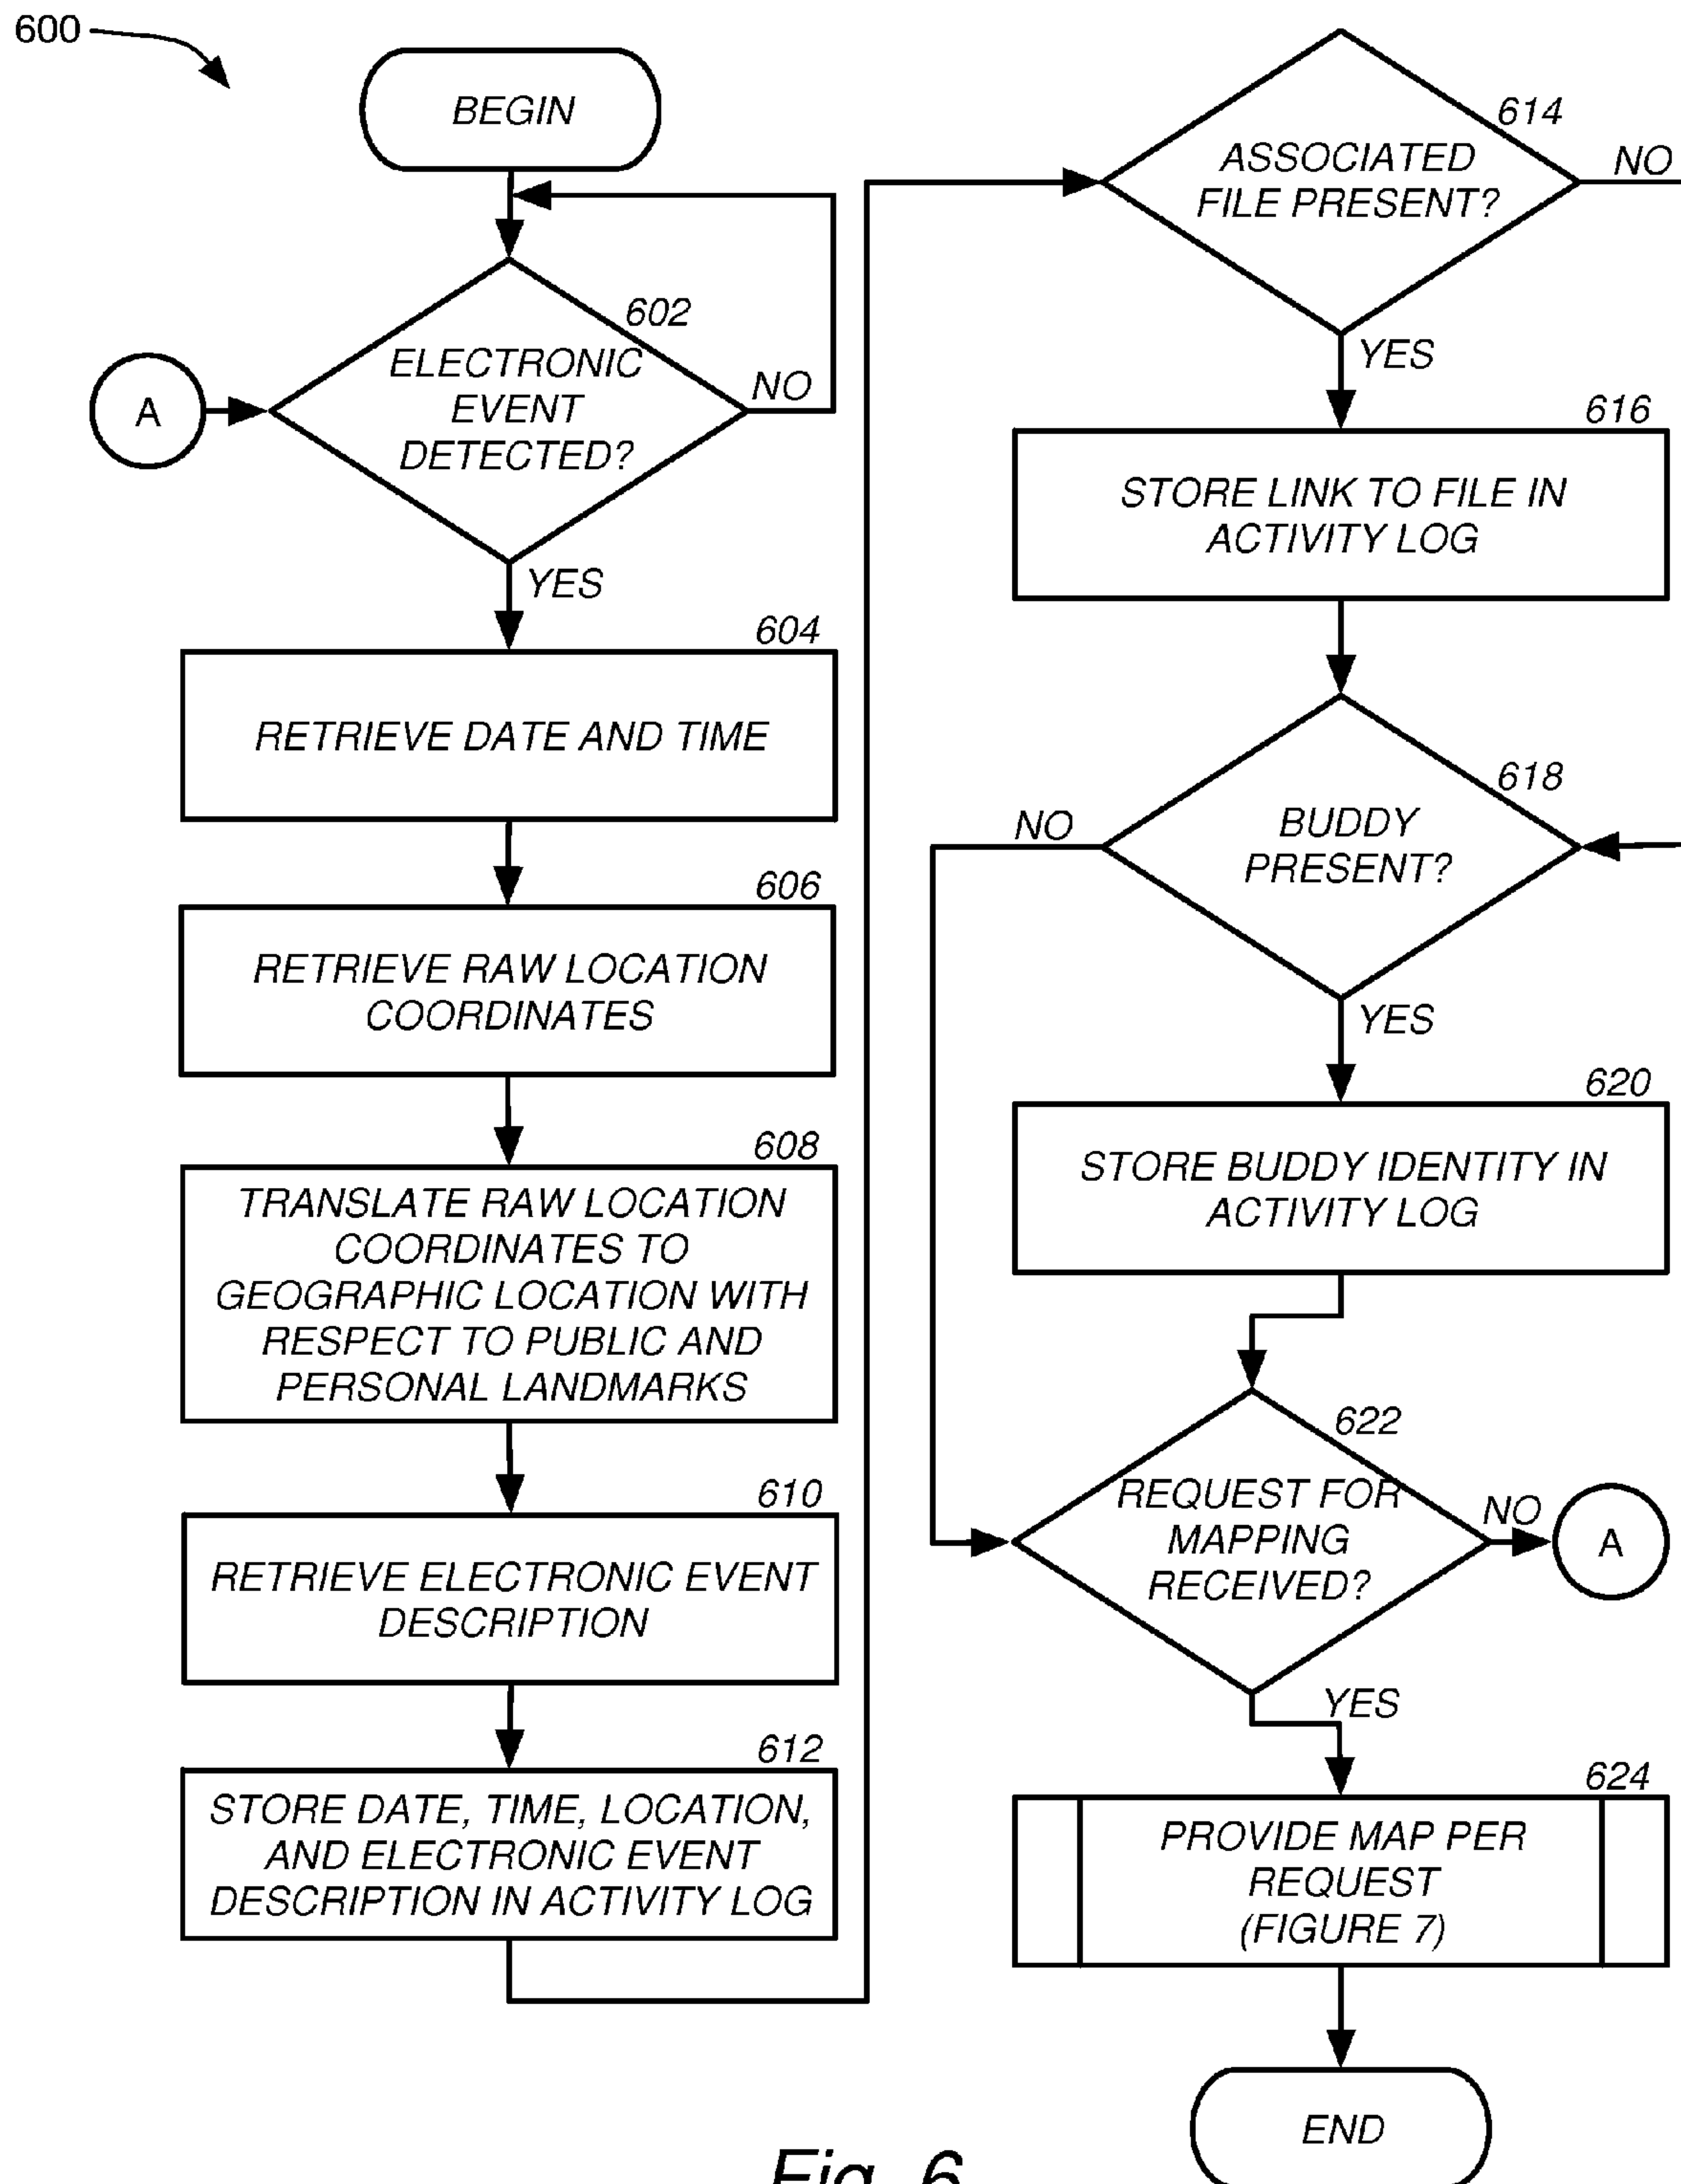 600
BEGIN
602
ELECTRONIC
EVENT
DETECTED?
NO
A
YES
604
RETRIEVE DATE AND TIME
606
RETRIEVE RAW LOCATION
COORDINATES
608
TRANSLATE RAW LOCATION
COORDINATES TO
GEOGRAPHIC LOCATION WITH
RESPECT TO PUBLIC AND
PERSONAL LANDMARKS
610
RETRIEVE ELECTRONIC EVENT
DESCRIPTION
612
STORE DATE, TIME, LOCATION,
AND ELECTRONIC EVENT
DESCRIPTION IN ACTIVITY LOG
614
ASSOCIATED
FILE PRESENT?
NO
YES
616
STORE LINK TO FILE IN
ACTIVITY LOG
618
BUDDY
PRESENT?
NO
YES
620
STORE BUDDY IDENTITY IN
ACTIVITY LOG
622
REQUEST FOR
MAPPING
RECEIVED?
NO
A
YES
624
PROVIDE MAP PER
REQUEST
(FIGURE 7)
END
Fig. 6